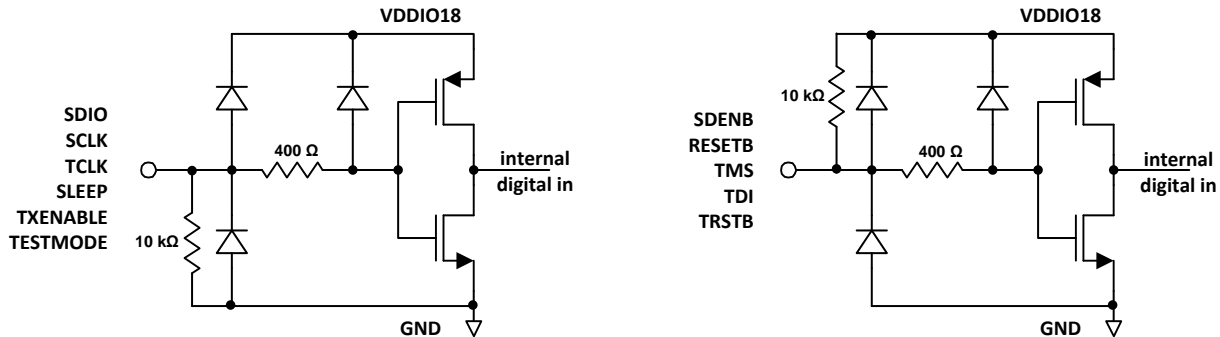 VDDIO18
SDIO
SCLK
TCLK
SLEEP
TXENABLE
TESTMODE
400 Ω
10 kΩ
internal
digital in
GND
VDDIO18
10 kΩ
SDENB
RESETB
TMS
TDI
TRSTB
400 Ω
internal
digital in
GND